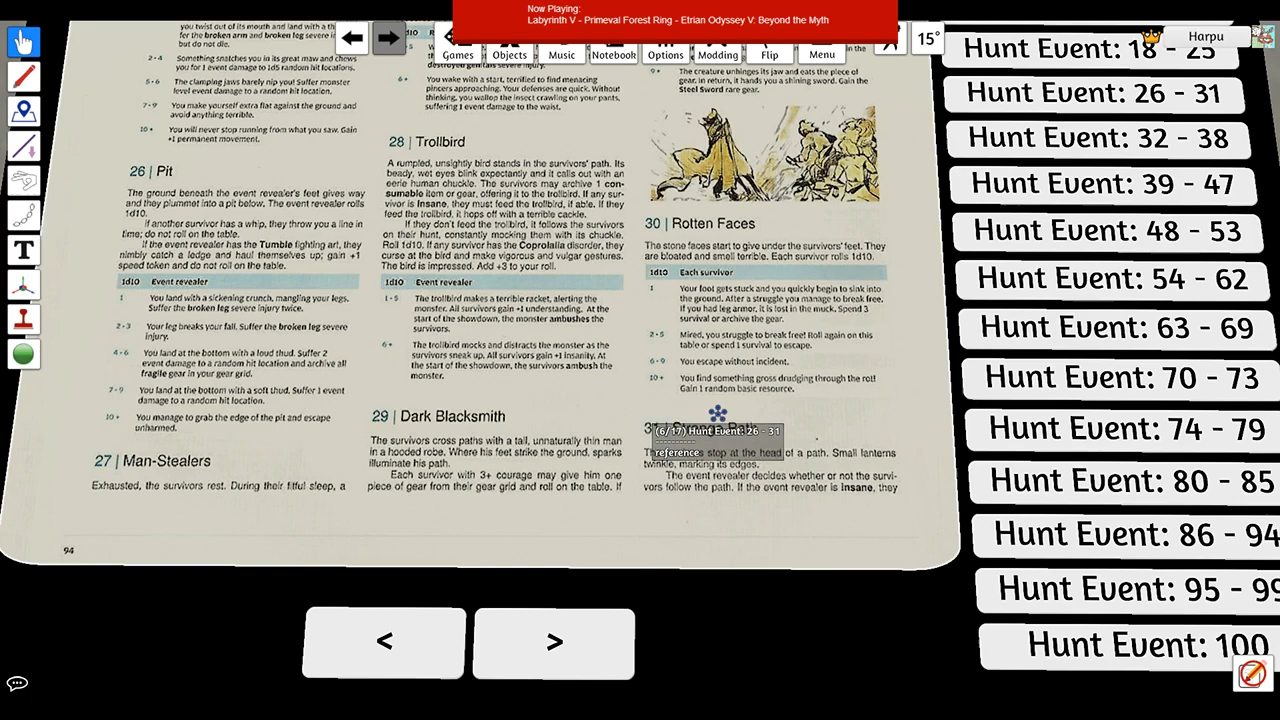 Now Playing:
Labyrinth V - Primeval Forest Ring - Etrian Odyssey V: Beyond the Myth
Games
Objects
Music
Notebook
Options
Modding
Flip
Menu
15°
Harpu
you twist out of its mouth and land with a
for the broken arm and broken leg severe
but do not die.
2 - 4 Something snatches you in its great maw and chews
you for 1 event damage to 1d5 random hit locations.
5 - 6 The clamping jaws barely nip you! Suffer monster
level event damage to a random hit location.
7 - 9 You make yourself extra flat against the ground and
avoid anything terrible.
10+ You will never stop running from what you saw. Gain
+1 permanent movement.
26 | Pit
The ground beneath the event revealer's feet gives way
and they plummet into a pit below. The event revealer rolls
1d10.
If another survivor has a whip, they throw you a line in
time; do not roll on the table.
If the event revealer has the Tumble fighting art, they
nimbly catch a ledge and haul themselves up; gain +1
speed token and do not roll on the table.
1d10 Event revealer
1 You land with a sickening crunch, mangling your legs.
Suffer the broken leg severe injury twice.
2 - 3 Your leg breaks your fall. Suffer the broken leg severe
injury.
4 - 6 You land at the bottom with a loud thud. Suffer 2
event damage to a random hit location and archive all
fragile gear in your gear grid.
7 - 9 You land at the bottom with a soft thud. Suffer 1 event
damage to a random hit location.
10+ You manage to grab the edge of the pit and escape
unharmed.
27 | Man-Stealers
Exhausted, the survivors rest. During their fitful sleep, a
94
6+ You wake with a start, terrified to find menacing
pincers approaching. Your defenses are quick. Without
thinking, you wallop the insect crawling on your pants,
suffering 1 event damage to the waist.
28 | Trollbird
A rumpled, unsightly bird stands in the survivors' path. Its
beady, wet eyes blink expectantly and it calls out with an
eerie human chuckle. The survivors may archive 1 con-
sumable item or gear, offering it to the trollbird. If any sur-
vivor is Insane, they must feed the trollbird, if able. If they
feed the trollbird, it hops off with a terrible cackle.
If they don't feed the trollbird, it follows the survivors
on their hunt, constantly mocking them with its chuckle.
Roll 1d10. If any survivor has the Coprolalia disorder, they
curse at the bird and make vigorous and vulgar gestures.
The bird is impressed. Add +3 to your roll.
1d10 Event revealer
1 - 5 The trollbird makes a terrible racket, alerting the
monster. All survivors gain +1 understanding. At the
start of the showdown, the monster ambushes the
survivors.
6+ The trollbird mocks and distracts the monster as the
survivors sneak up. All survivors gain +1 insanity. At
the start of the showdown, the survivors ambush the
monster.
29 | Dark Blacksmith
The survivors cross paths with a tall, unnaturally thin man
in a hooded robe. Where his feet strike the ground, sparks
illuminate his path.
Each survivor with 3+ courage may give him one
piece of gear from their gear grid and roll on the table. If
9+ The creature unhinges its jaw and eats the piece of
gear. In return, it hands you a shining sword. Gain the
Steel Sword rare gear.
30 | Rotten Faces
The stone faces start to give under the survivors' feet. They
are bloated and smell terrible. Each survivor rolls 1d10.
1d10 Each survivor
1 Your foot gets stuck and you quickly begin to sink into
the ground. After a struggle you manage to break free.
If you had leg armor, it is lost in the muck. Spend 3
survival or archive the gear.
2 - 5 Mired, you struggle to break free! Roll again on this
table or spend 1 survival to escape.
6 - 9 You escape without incident.
10+ You find something gross drudging through the rot!
Gain 1 random basic resource.
(6/17) Hunt Event: 26 - 31
----------
reference
stop at the head of a path. Small lanterns
twinkle, marking its edges.
The event revealer decides whether or not the survi-
vors follow the path. If the event revealer is Insane, they
Hunt Event: 18 - 25
Hunt Event: 26 - 31
Hunt Event: 32 - 38
Hunt Event: 39 - 47
Hunt Event: 48 - 53
Hunt Event: 54 - 62
Hunt Event: 63 - 69
Hunt Event: 70 - 73
Hunt Event: 74 - 79
Hunt Event: 80 - 85
Hunt Event: 86 - 94
Hunt Event: 95 - 99
Hunt Event: 100
T
<
>